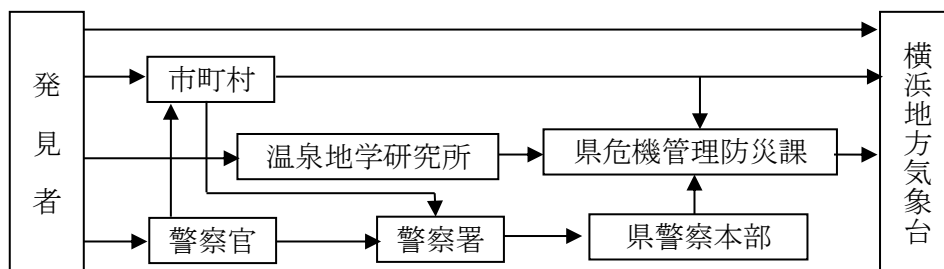 発見者
市町村
温泉地学研究所
県危機管理防災課
警察官
警察署
県警察本部
横浜地方気象台